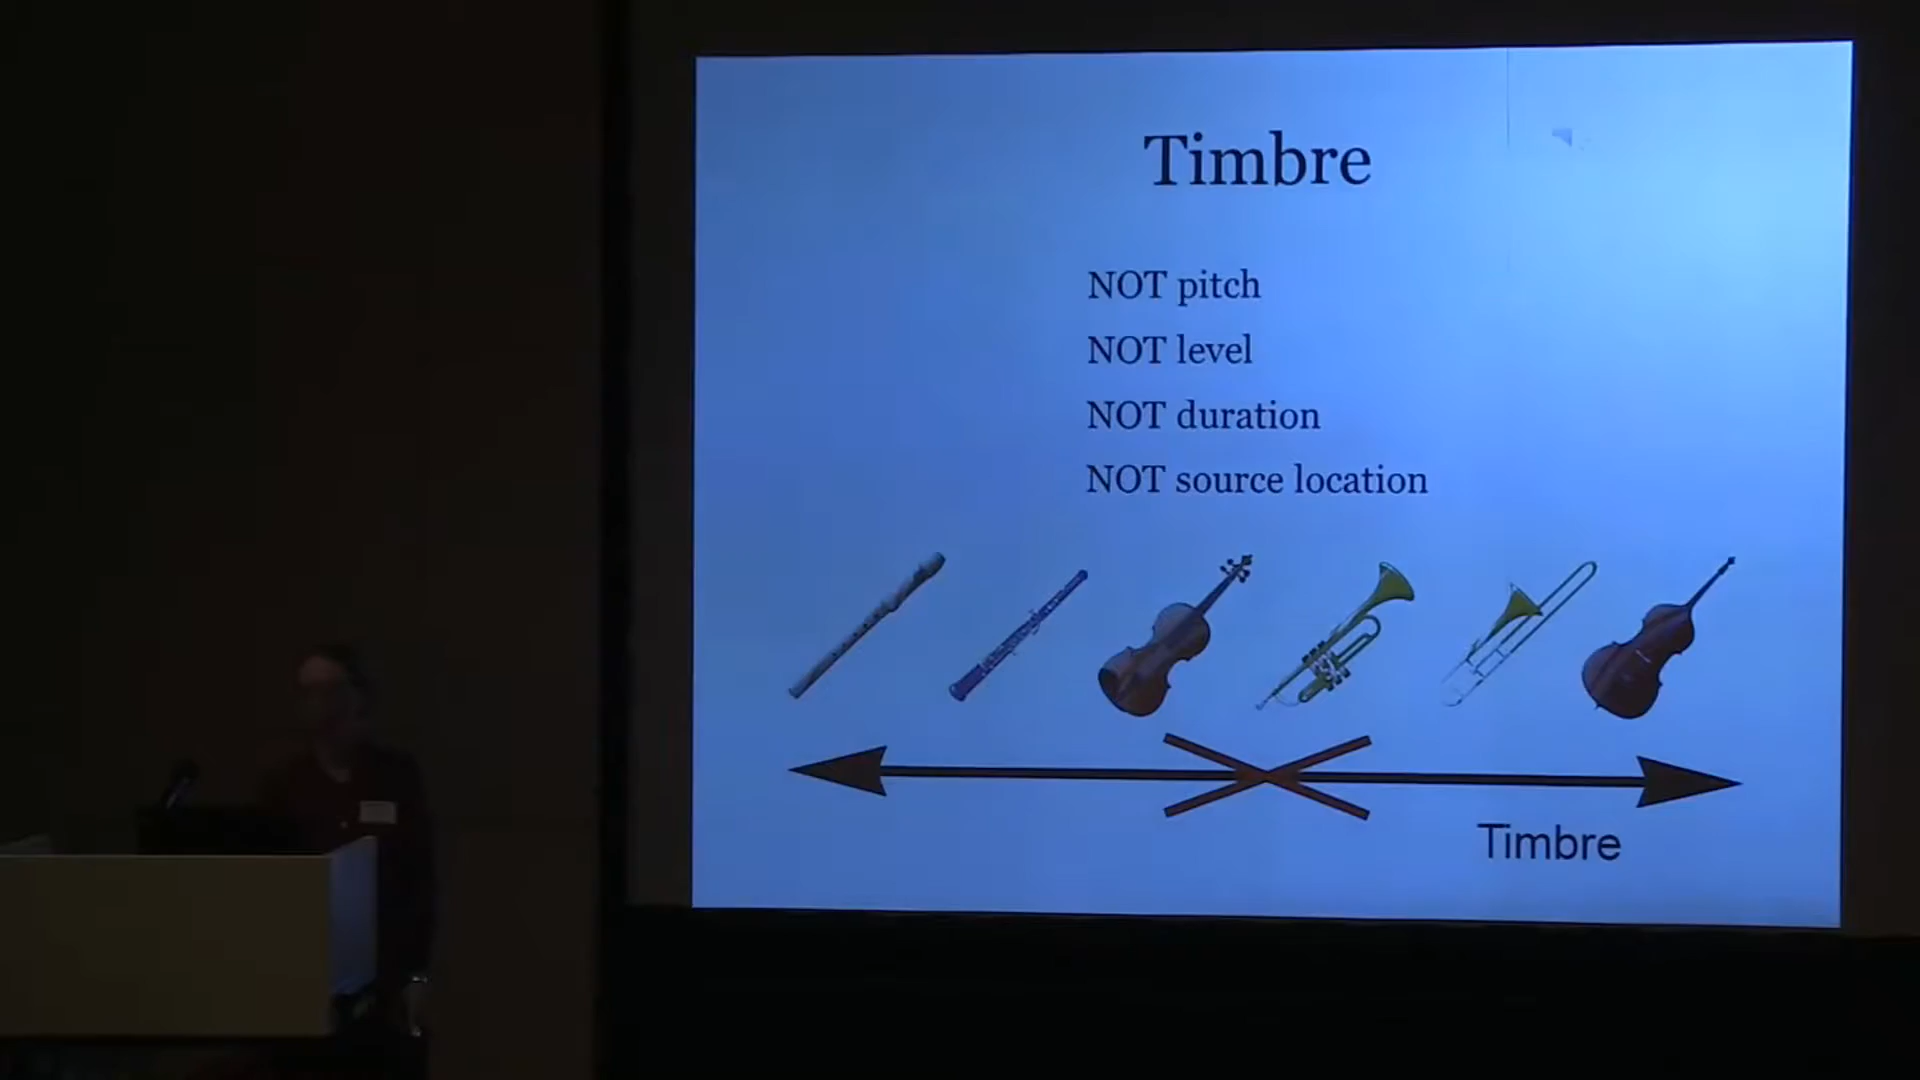 Timbre
NOT pitch
NOT level
NOT duration
NOT source location
Timbre